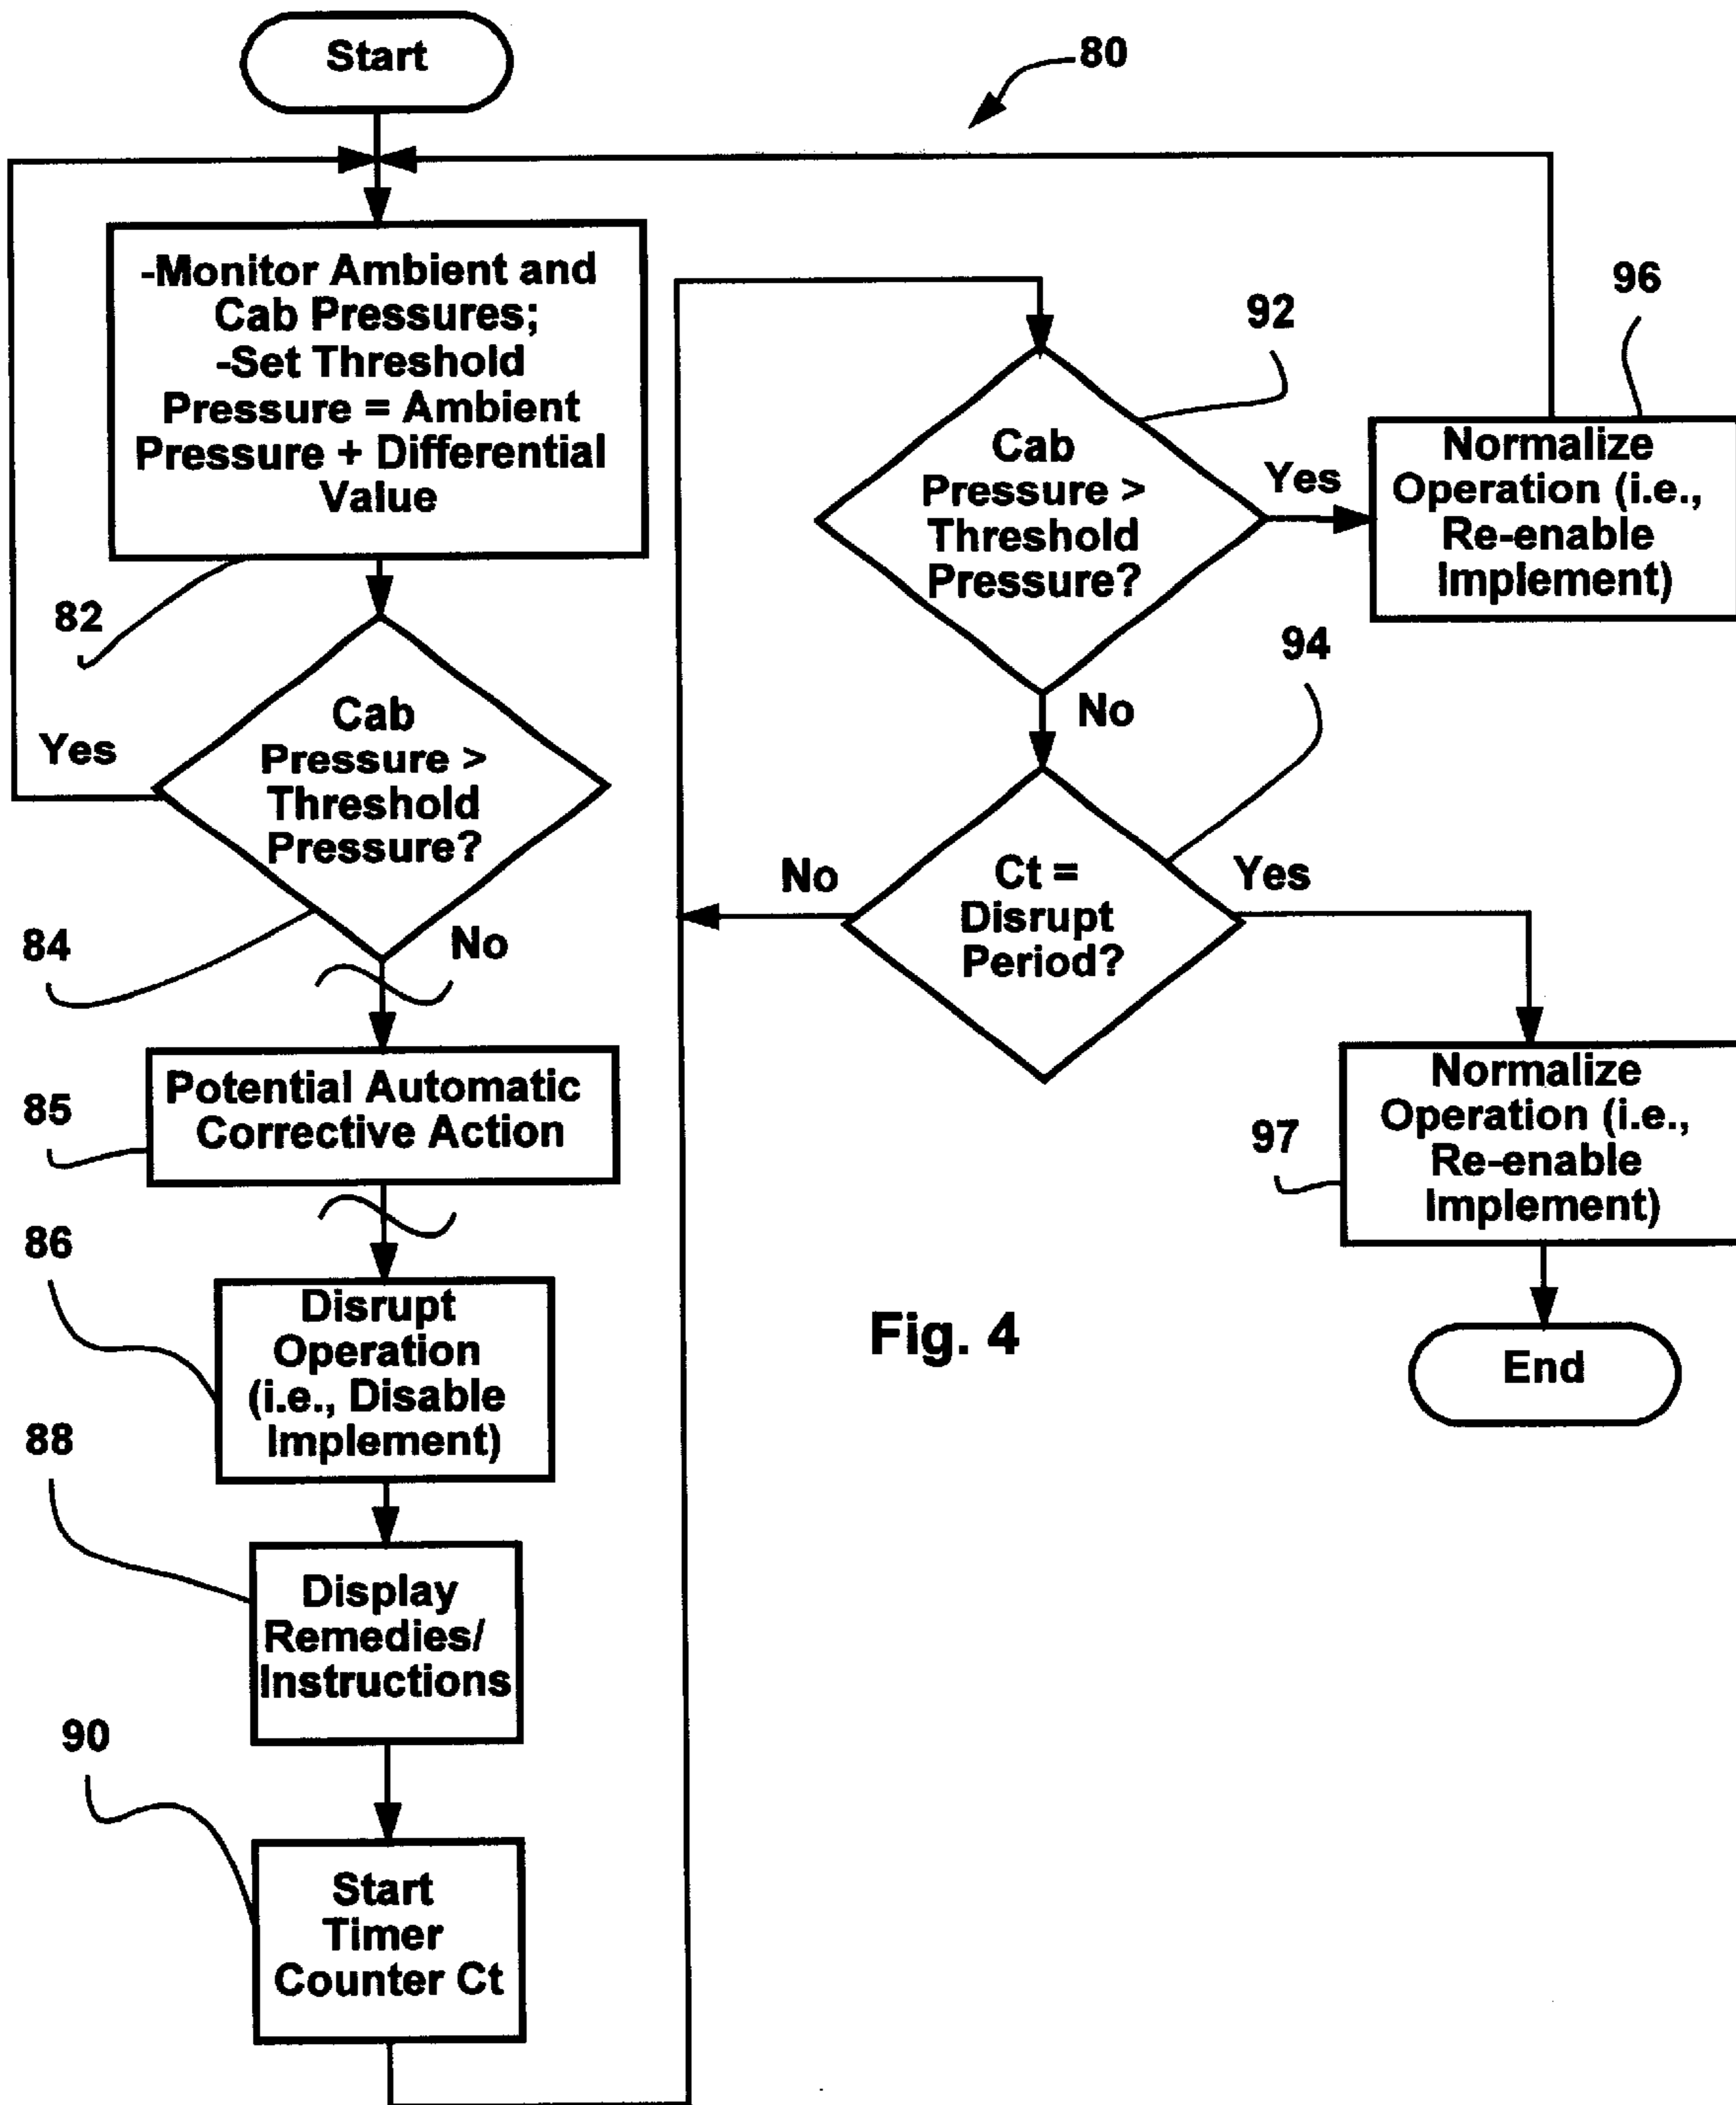 Start
80
-Monitor Ambient and
Cab Pressures;
-Set Threshold
Pressure = Ambient
Pressure + Differential
Value
82
Cab
Pressure >
Threshold
Pressure?
Yes
84
No
Potential Automatic
Corrective Action
85
86
Disrupt
Operation
(i.e., Disable
Implement)
88
Display
Remedies/
Instructions
90
Start
Timer
Counter Ct
92
Cab
Pressure >
Threshold
Pressure?
Yes
96
Normalize
Operation (i.e.,
Re-enable
Implement)
No
94
Ct =
Disrupt
Period?
No
Yes
97
Normalize
Operation (i.e.,
Re-enable
Implement)
End
Fig. 4